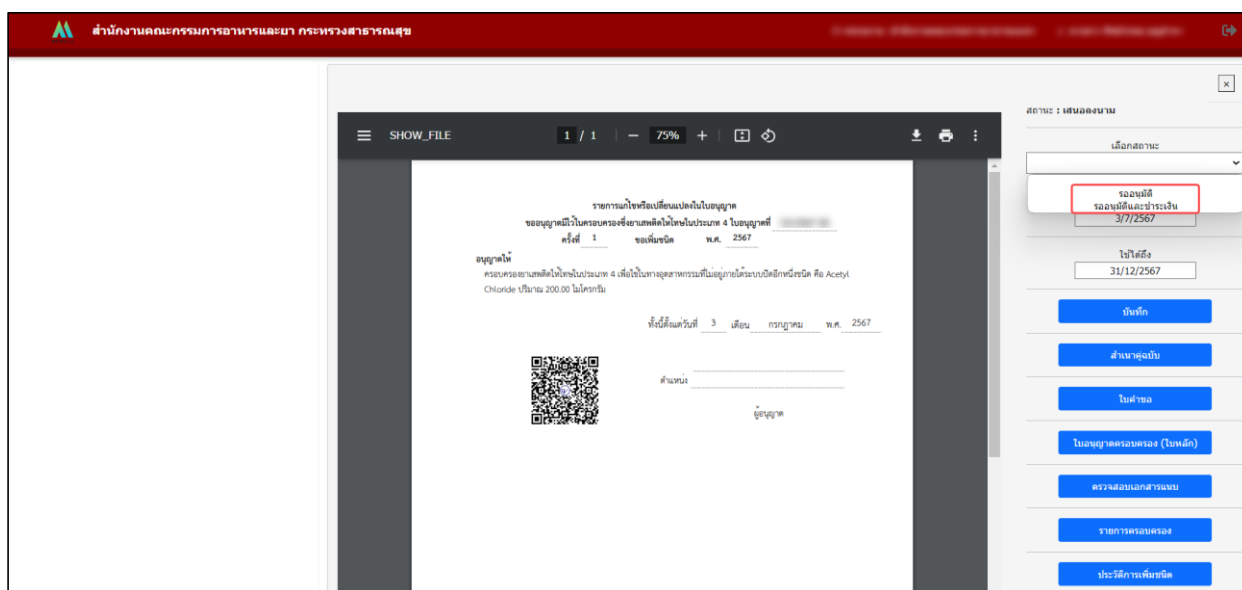 สำนักงานคณะกรรมการอาหารและยา กระทรวงสาธารณสุข
×
สถานะ : เสนอลงนาม
SHOW_FILE 1 / 1 − 75% +
เลือกสถานะ
รออนุมัติ
รออนุมัติและชำระเงิน
3/7/2567
ใช้ได้ถึง
31/12/2567
บันทึก
สำเนาคู่ฉบับ
ใบคำขอ
ใบอนุญาตครอบครอง (ใบหลัก)
ตรวจสอบเอกสารแนบ
รายการครอบครอง
ประวัติการเพิ่มชนิด
รายการแก้ไขหรือเปลี่ยนแปลงในใบอนุญาต
ขออนุญาตมีไว้ในครอบครองซึ่งยาเสพติดให้โทษในประเภท 4 ใบอนุญาตที่
ครั้งที่ 1 ขอเพิ่มชนิด พ.ศ. 2567
อนุญาตให้
ครอบครองยาเสพติดให้โทษในประเภท 4 เพื่อใช้ในทางอุตสาหกรรมที่ไม่อยู่ภายใต้ระบบปิดอีกหนึ่งชนิด คือ Acetyl
Chloride ปริมาณ 200.00 ไมโครกรัม
ทั้งนี้ตั้งแต่วันที่ 3 เดือน กรกฎาคม พ.ศ. 2567
ตำแหน่ง
ผู้อนุญาต